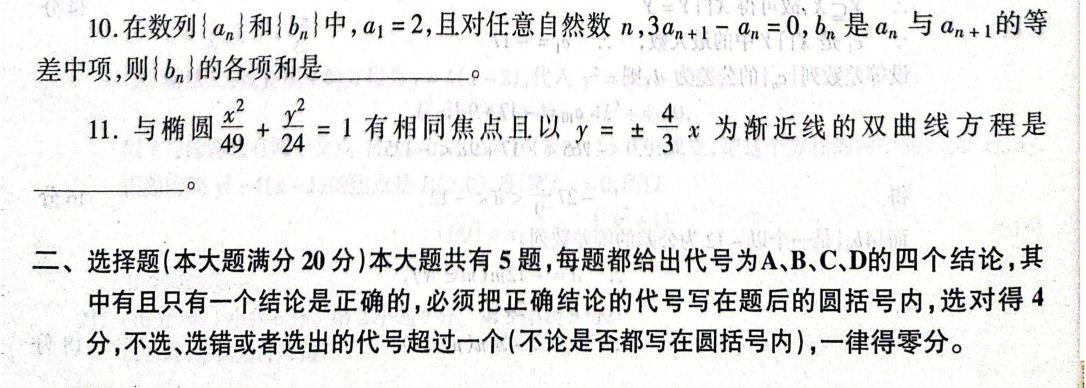 10. 在数列{aₙ}和{bₙ}中,a₁=2,且对任意自然数 n,3aₙ₊₁-aₙ=0,bₙ 是 aₙ 与 aₙ₊₁的等
差中项,则{bₙ}的各项和是________。
11. 与椭圆 x²/49 + y²/24 = 1 有相同焦点且以 y = ± 4/3 x 为渐近线的双曲线方程是
________。
二、选择题(本大题满分 20 分)本大题共有 5 题,每题都给出代号为A、B、C、D的四个结论,其
中有且只有一个结论是正确的,必须把正确结论的代号写在题后的圆括号内,选对得 4
分,不选、选错或者选出的代号超过一个(不论是否都写在圆括号内),一律得零分。